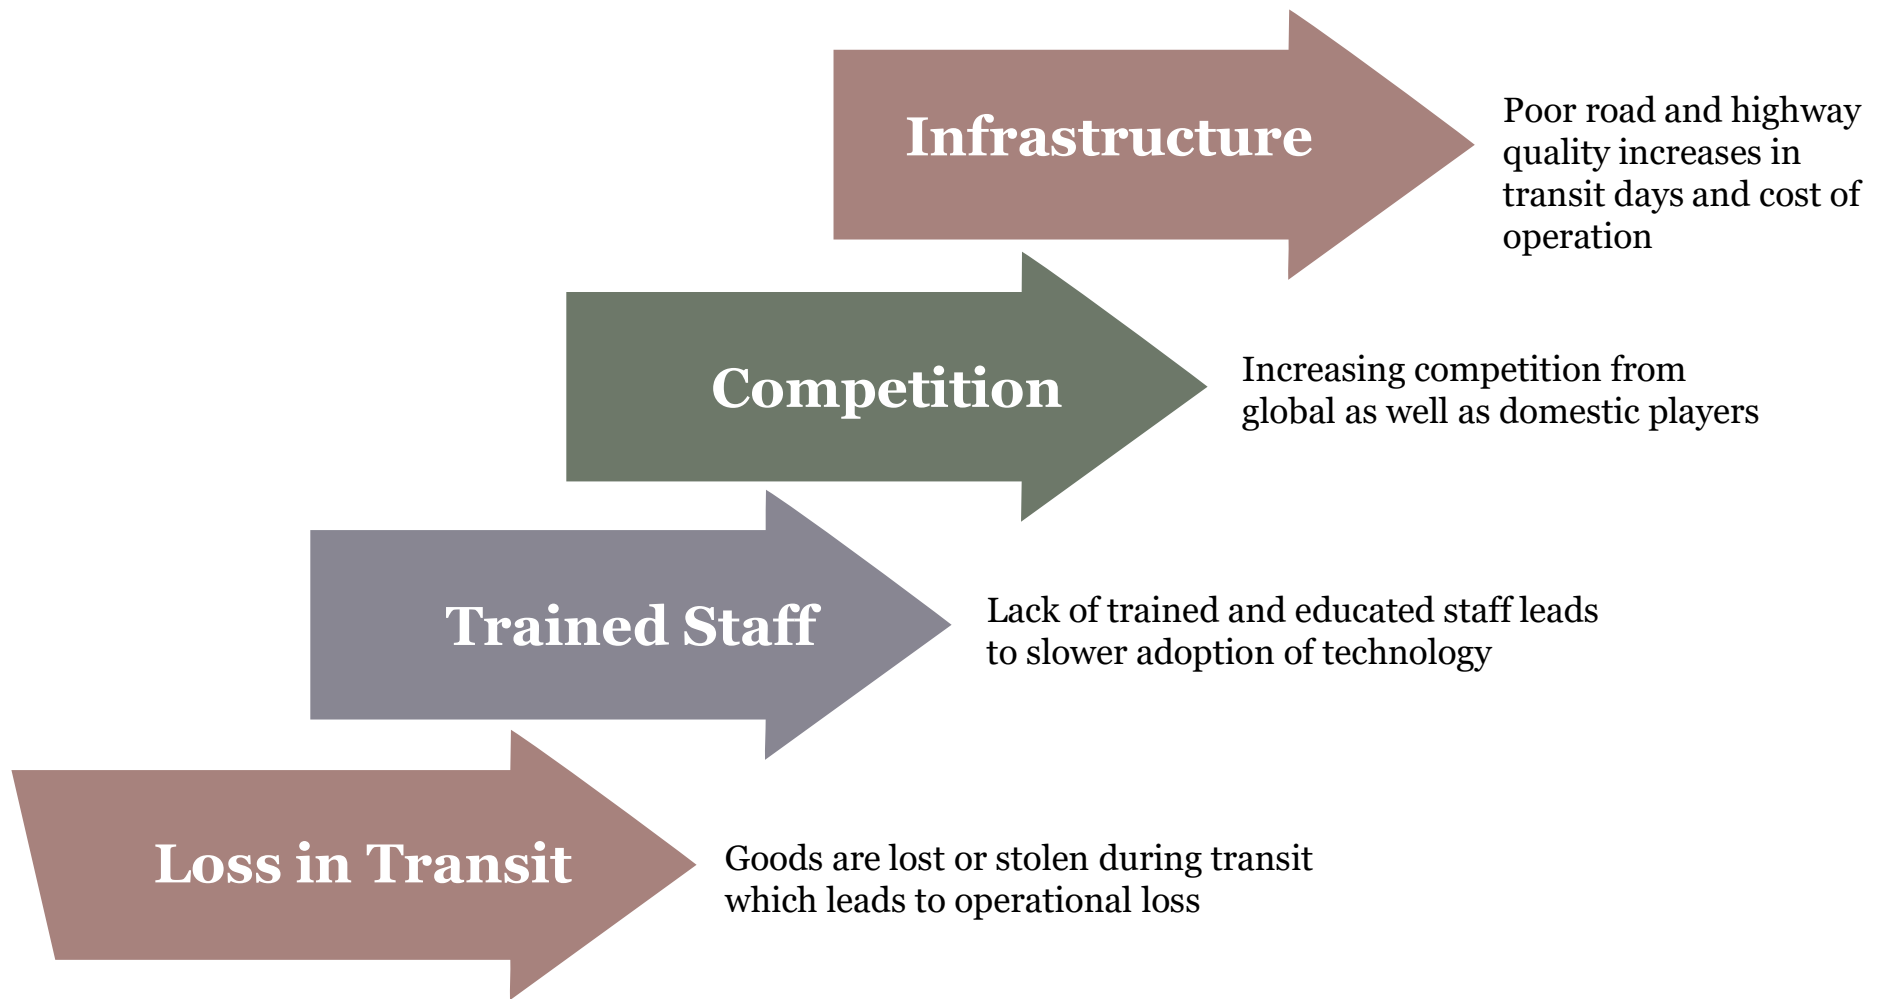 Infrastructure
Poor road and highway
quality increases in
transit days and cost of
operation
Competition
Increasing competition from
global as well as domestic players
Trained Staff
Lack of trained and educated staff leads
to slower adoption of technology
Loss in Transit
Goods are lost or stolen during transit
which leads to operational loss